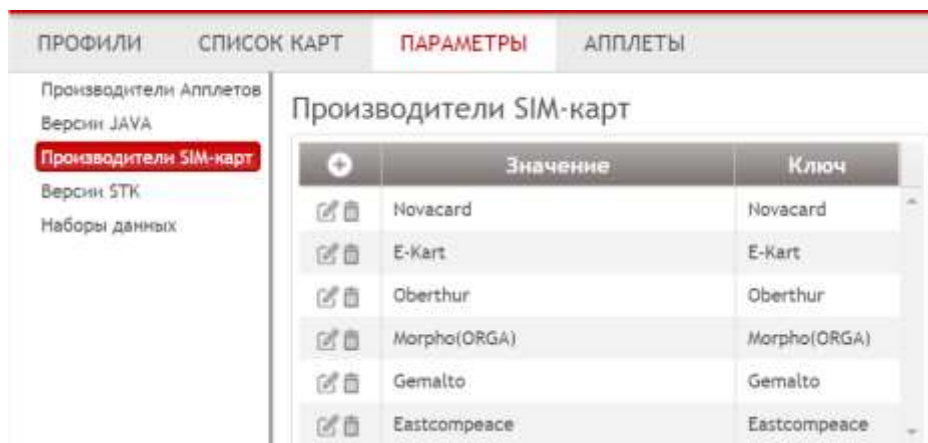 ПРОФИЛИ СПИСОК КАРТ ПАРАМЕТРЫ АППЛЕТЫ
Производители Апплетов
Версии JAVA
Производители SIM-карт
Версии STK
Наборы данных
Производители SIM-карт
Значение Ключ
Novacard Novacard
E-Kart E-Kart
Oberthur Oberthur
Morpho(ORGA) Morpho(ORGA)
Gemalto Gemalto
Eastcompeace Eastcompeace